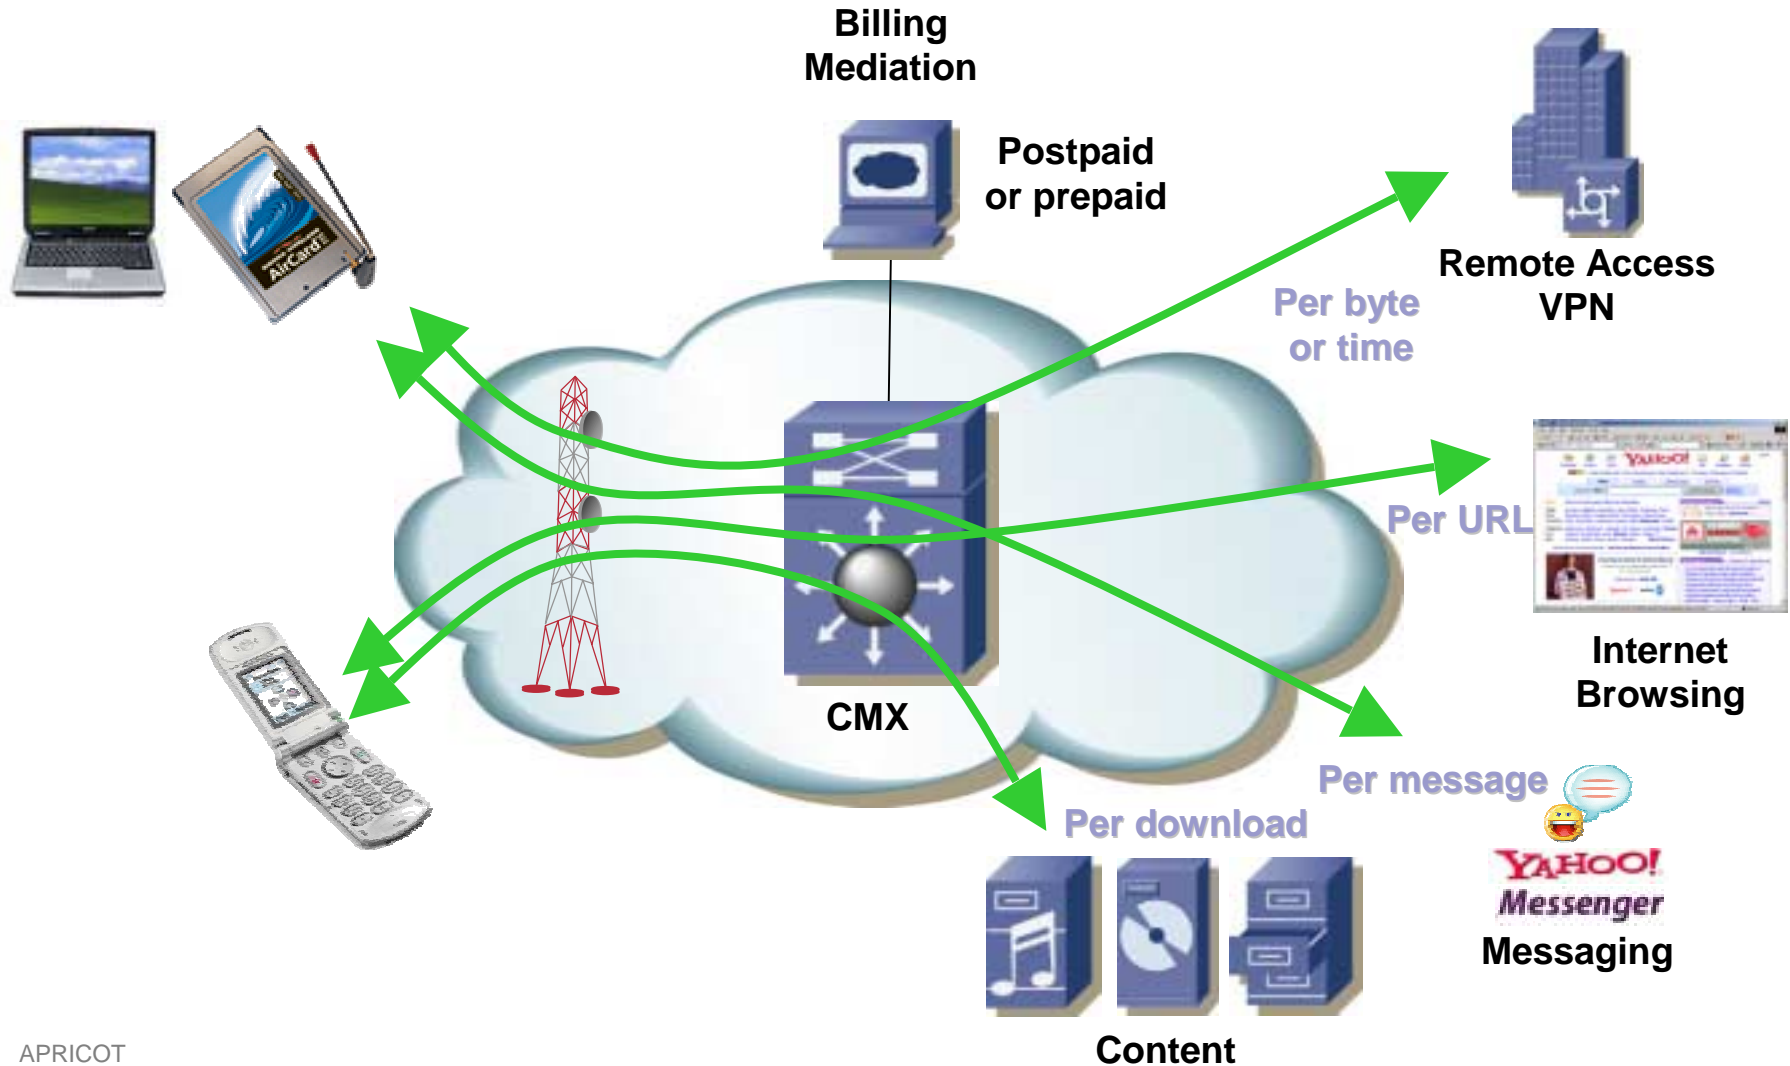 Billing
Mediation
Postpaid
or prepaid
AirCard
Remote Access
VPN
Per byte
or time
YAHOO!
Per URL
Internet
Browsing
CMX
Per message
Per download
YAHOO!
Messenger
Messaging
Content
APRICOT